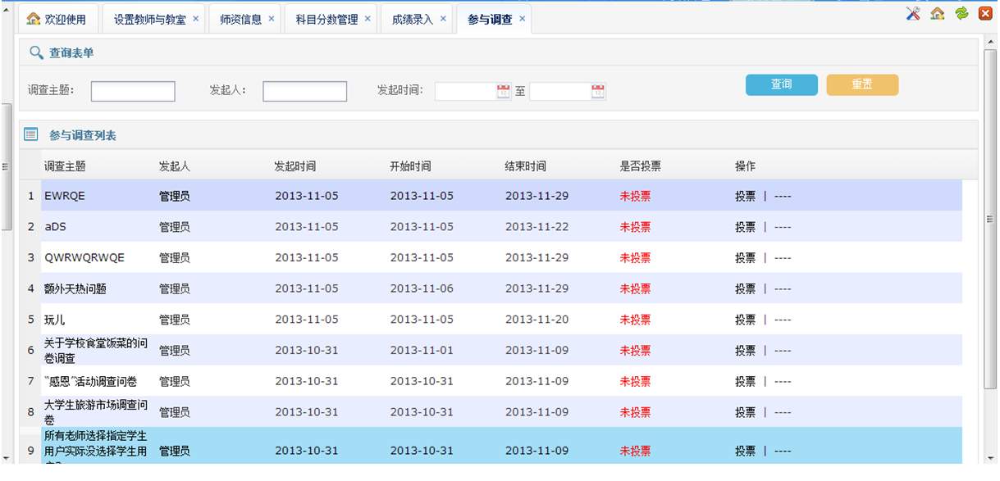 欢迎使用 设置教师与教室 × 师资信息 × 科目分数管理 × 成绩录入 × 参与调查 ×
查询表单
调查主题： 发起人： 发起时间： 至 查询 重置
参与调查列表
调查主题 发起人 发起时间 开始时间 结束时间 是否投票 操作
1 EWRQE 管理员 2013-11-05 2013-11-05 2013-11-29 未投票 投票 | ----
2 aDS 管理员 2013-11-05 2013-11-05 2013-11-22 未投票 投票 | ----
3 QWRWQRWQE 管理员 2013-11-05 2013-11-05 2013-11-29 未投票 投票 | ----
4 额外天热问题 管理员 2013-11-05 2013-11-06 2013-11-29 未投票 投票 | ----
5 玩儿 管理员 2013-11-05 2013-11-05 2013-11-20 未投票 投票 | ----
关于学校食堂饭菜的问
6 卷调查 管理员 2013-10-31 2013-11-01 2013-11-09 未投票 投票 | ----
7 “感恩”活动调查问卷 管理员 2013-10-31 2013-10-31 2013-11-09 未投票 投票 | ----
大学生旅游市场调查问
8 卷 管理员 2013-10-31 2013-10-31 2013-11-09 未投票 投票 | ----
所有老师选择指定学生
9 用户实际没选择学生用 管理员 2013-10-31 2013-10-31 2013-11-09 未投票 投票 | ----